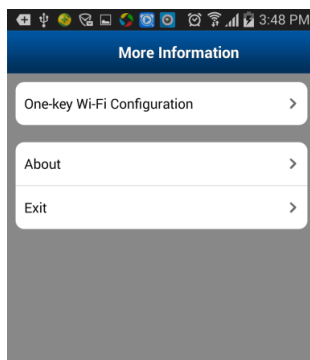 3:48 PM
More Information
One-key Wi-Fi Configuration
About
Exit